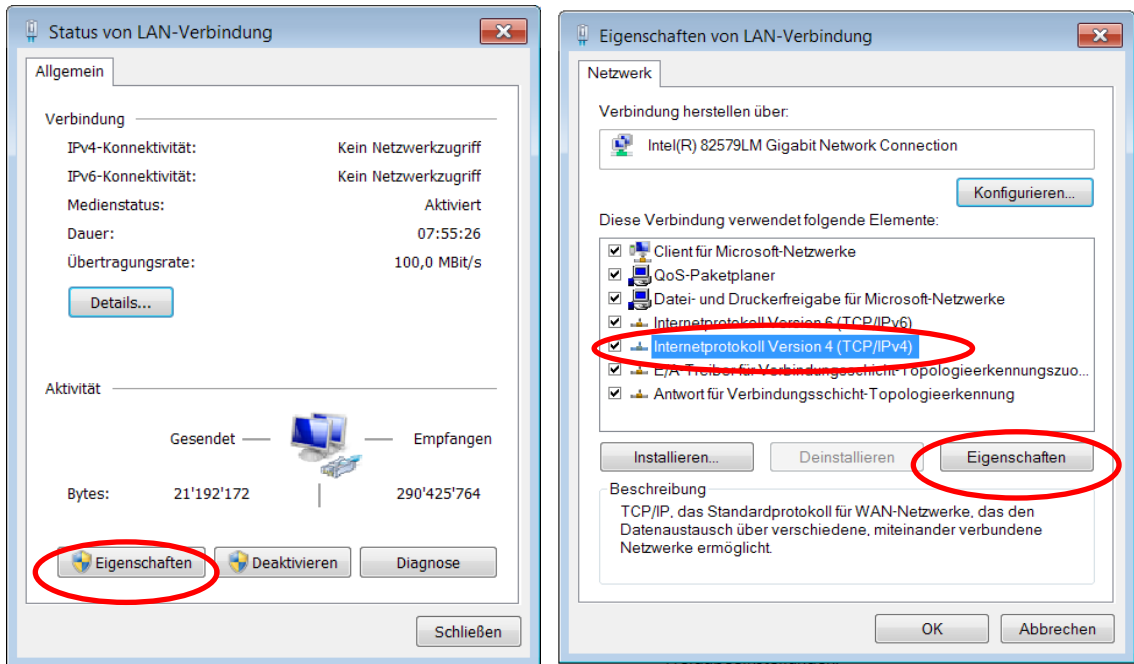 Status von LAN-Verbindung
Allgemein
Verbindung
IPv4-Konnektivität: Kein Netzwerkzugriff
IPv6-Konnektivität: Kein Netzwerkzugriff
Medienstatus: Aktiviert
Dauer: 07:55:26
Übertragungsrate: 100,0 MBit/s
Details...
Aktivität
Gesendet Empfangen
Bytes: 21'192'172 290'425'764
Eigenschaften Deaktivieren Diagnose
Schließen
Eigenschaften von LAN-Verbindung
Netzwerk
Verbindung herstellen über:
Intel(R) 82579LM Gigabit Network Connection
Konfigurieren...
Diese Verbindung verwendet folgende Elemente:
Client für Microsoft-Netzwerke
QoS-Paketplaner
Datei- und Druckerfreigabe für Microsoft-Netzwerke
Internetprotokoll Version 6 (TCP/IPv6)
Internetprotokoll Version 4 (TCP/IPv4)
E/A-Treiber für Verbindungsschicht-Topologieerkennungszuo...
Antwort für Verbindungsschicht-Topologieerkennung
Installieren... Deinstallieren Eigenschaften
Beschreibung
TCP/IP, das Standardprotokoll für WAN-Netzwerke, das den
Datenaustausch über verschiedene, miteinander verbundene
Netzwerke ermöglicht.
OK Abbrechen